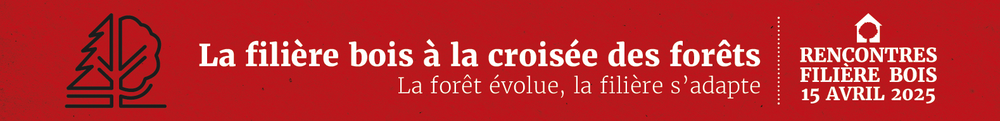 La filière bois à la croisée des forêts
La forêt évolue, la filière s’adapte
RENCONTRES
FILIÈRE BOIS
15 AVRIL 2025